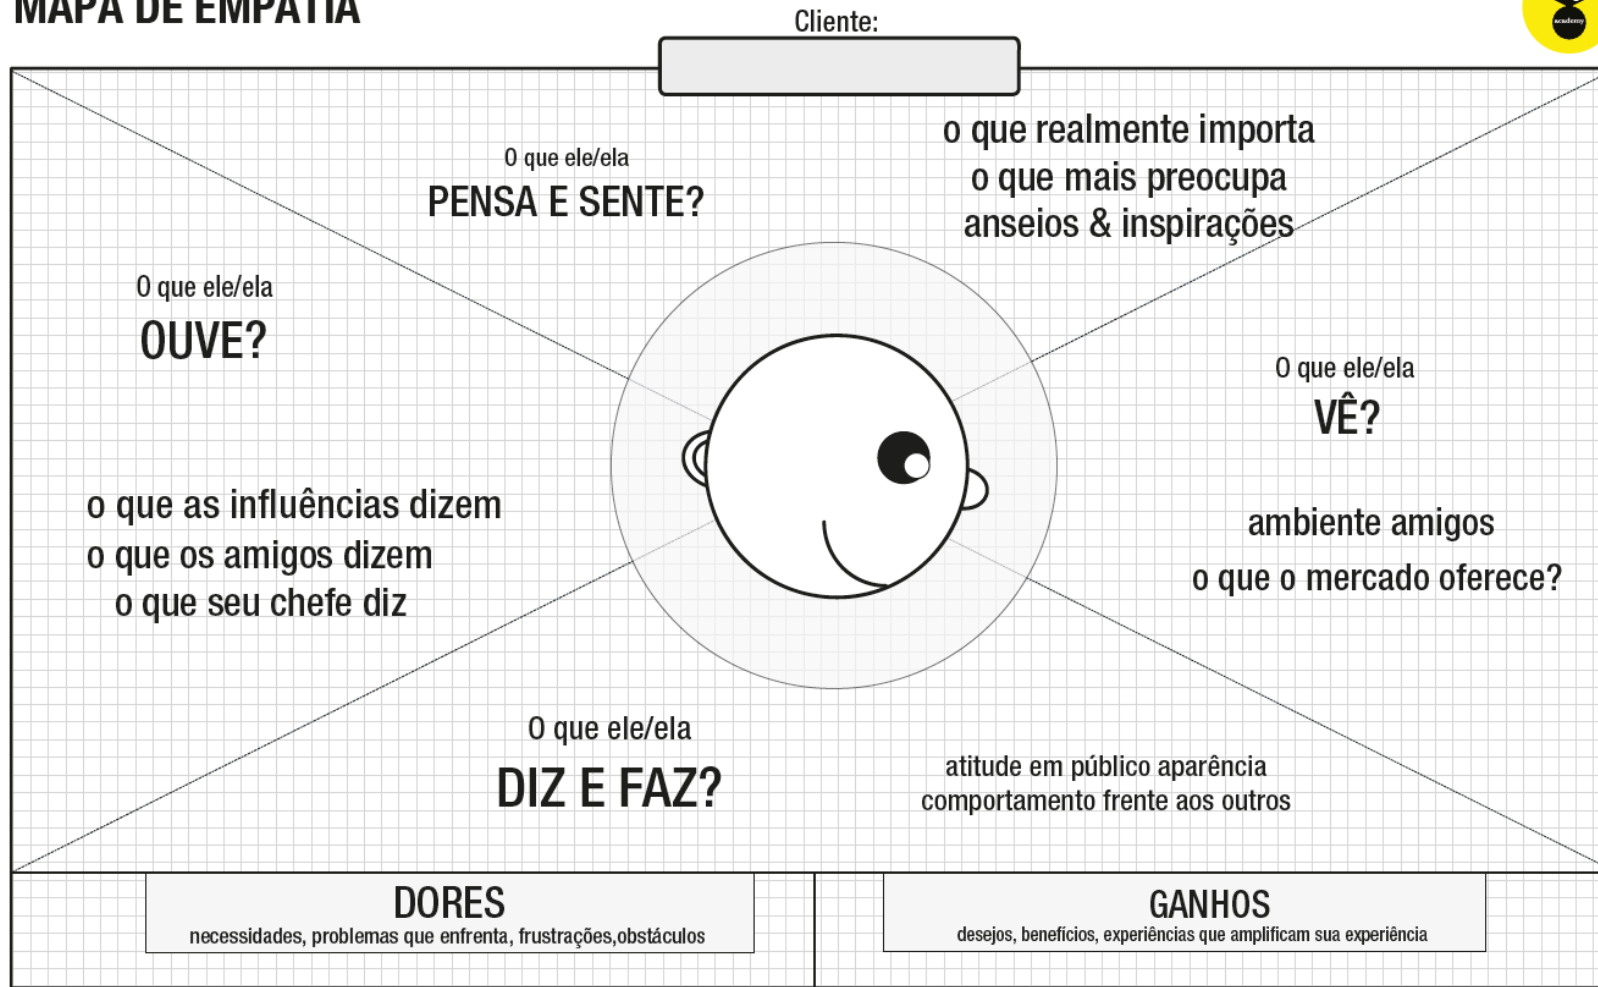 MAPA DE EMPATIA
Cliente:
academy
O que ele/ela
PENSA E SENTE?
o que realmente importa
o que mais preocupa
anseios & inspirações
O que ele/ela
OUVE?
o que as influências dizem
o que os amigos dizem
o que seu chefe diz
O que ele/ela
VÊ?
ambiente amigos
o que o mercado oferece?
O que ele/ela
DIZ E FAZ?
atitude em público aparência
comportamento frente aos outros
DORES
necessidades, problemas que enfrenta, frustrações,obstáculos
GANHOS
desejos, benefícios, experiências que amplificam sua experiência